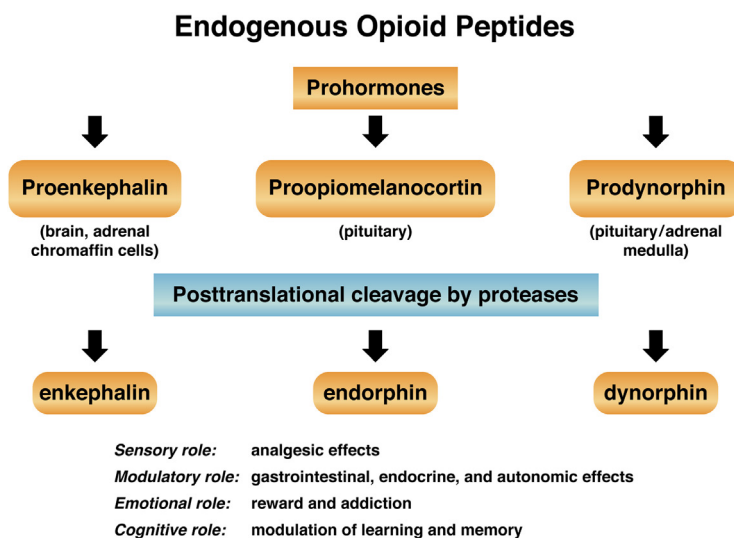 Endogenous Opioid Peptides
Prohormones
Proenkephalin
Proopiomelanocortin
Prodynorphin
(brain, adrenal
chromaffin cells)
(pituitary)
(pituitary/adrenal
medulla)
Posttranslational cleavage by proteases
enkephalin
endorphin
dynorphin
Sensory role: analgesic effects
Modulatory role: gastrointestinal, endocrine, and autonomic effects
Emotional role: reward and addiction
Cognitive role: modulation of learning and memory